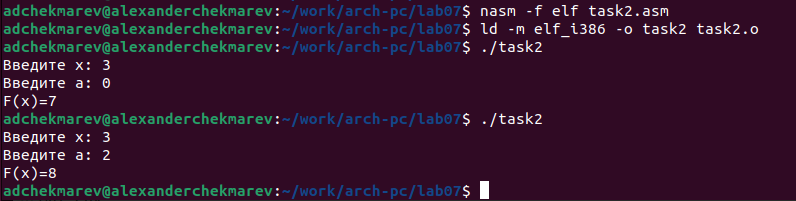 adchekmarev@alexanderchekmarev:~/work/arch-pc/lab07$ nasm -f elf task2.asm
adchekmarev@alexanderchekmarev:~/work/arch-pc/lab07$ ld -m elf_i386 -o task2 task2.o
adchekmarev@alexanderchekmarev:~/work/arch-pc/lab07$ ./task2
Введите x: 3
Введите a: 0
F(x)=7
adchekmarev@alexanderchekmarev:~/work/arch-pc/lab07$ ./task2
Введите x: 3
Введите a: 2
F(x)=8
adchekmarev@alexanderchekmarev:~/work/arch-pc/lab07$